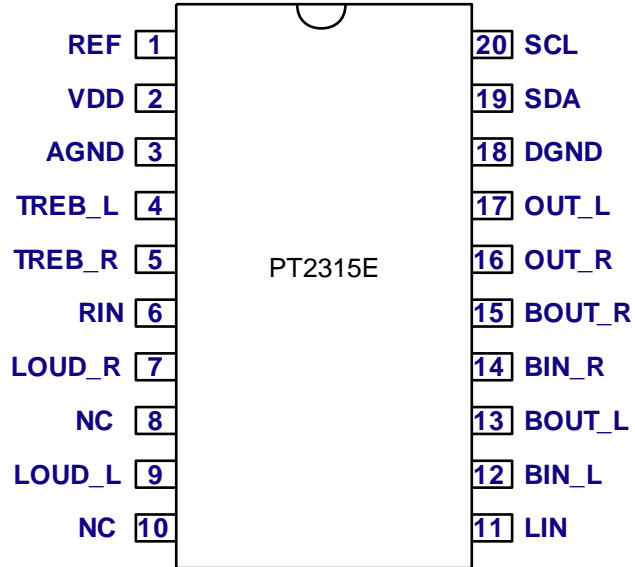 REF 1 20 SCL
VDD 2 19 SDA
AGND 3 18 DGND
TREB_L 4 17 OUT_L
TREB_R 5 16 OUT_R
PT2315E
RIN 6 15 BOUT_R
LOUD_R 7 14 BIN_R
NC 8 13 BOUT_L
LOUD_L 9 12 BIN_L
NC 10 11 LIN